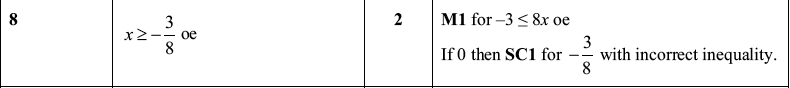 8
x ≥ −3/8 oe
2
M1 for –3 ≤ 8x oe
If 0 then SC1 for −3/8 with incorrect inequality.